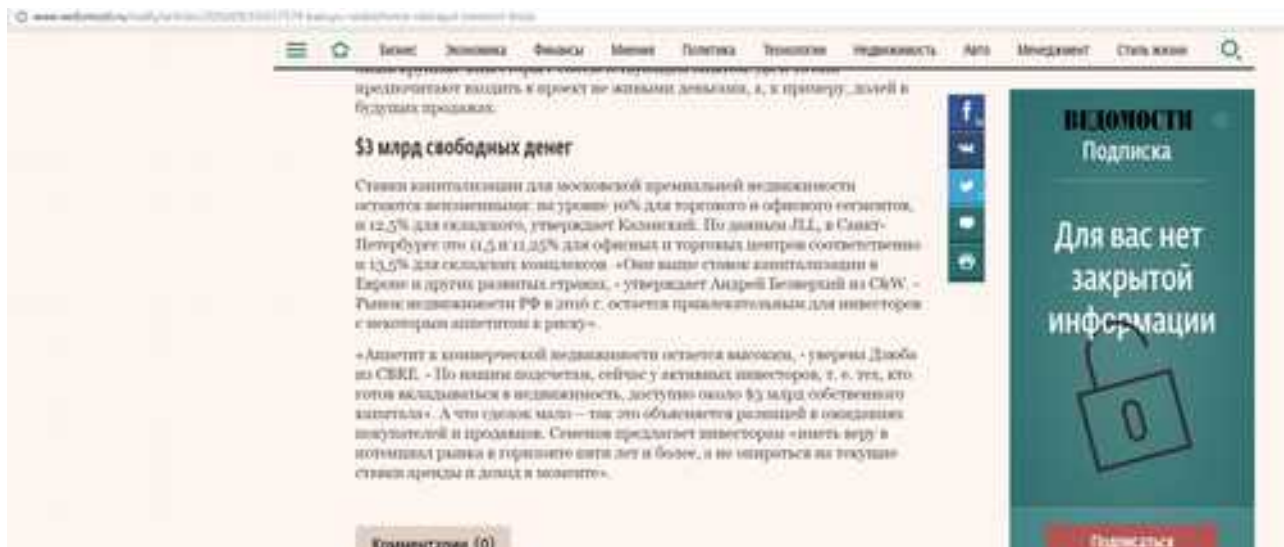 Бизнес Экономика Финансы Мнения Политика Технологии Недвижимость Авто Менеджмент Стиль жизни
предпочитают входить в проект не живыми деньгами, а, к примеру, долей в
будущих продажах.
$3 млрд свободных денег
Ставки капитализации для московской премиальной недвижимости
остаются неизменными: на уровне 10% для торгового и офисного сегментов,
и 12,5% для складского, утверждает Казинский. По данным JLL, в Санкт-
Петербурге это 11,5 и 11,25% для офисных и торговых центров соответственно
и 13,5% для складских комплексов. «Они выше ставок капитализации в
Европе и других развитых странах, - утверждает Андрей Безверхий из C&W. -
Рынок недвижимости РФ в 2016 г. остается привлекательным для инвесторов
с некоторым аппетитом к риску».
«Аппетит к коммерческой недвижимости остается высоким, - уверена Дзюба
из CBRE. - По нашим подсчетам, сейчас у активных инвесторов, т. е. тех, кто
готов вкладываться в недвижимость, доступно около $3 млрд собственного
капитала». А что сделок мало – так это объясняется разницей в ожиданиях
покупателей и продавцов. Семенов предлагает инвесторам «иметь веру в
потенциал рынка в горизонте пяти лет и более, а не опираться на текущие
ставки аренды и доход в моменте».
Комментарии (0)
ВЕДОМОСТИ
Подписка
Для вас нет
закрытой
информации
0
Подписаться